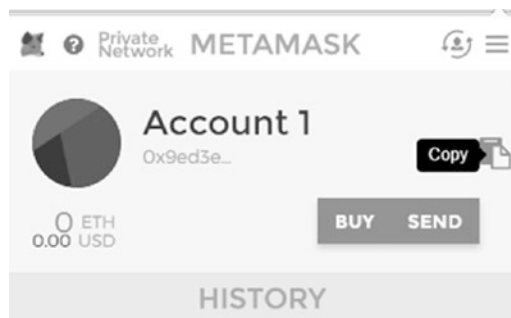 ? Private Network METAMASK
Account 1
0x9ed3e...
Copy
0 ETH
0.00 USD
BUY SEND
HISTORY